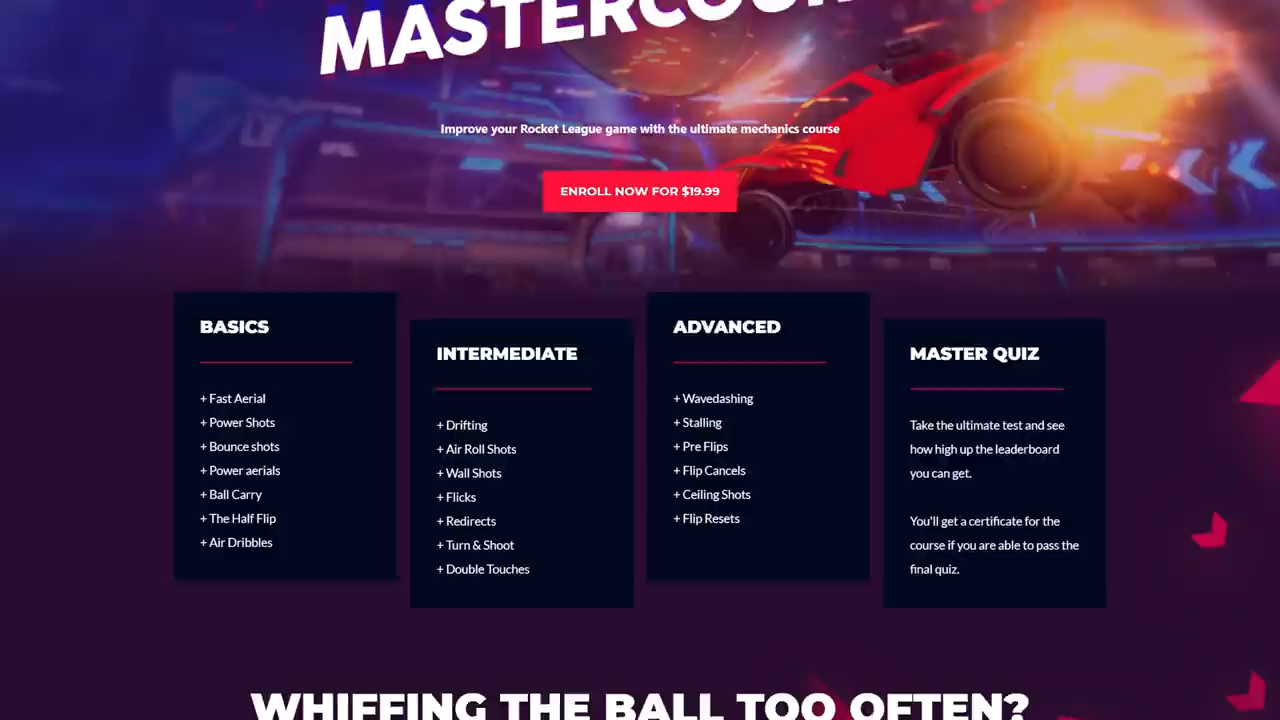 Improve your Rocket League game with the ultimate mechanics course
ENROLL NOW FOR $19.99
BASICS
+ Fast Aerial
+ Power Shots
+ Bounce shots
+ Power aerials
+ Ball Carry
+ The Half Flip
+ Air Dribbles
INTERMEDIATE
+ Drifting
+ Air Roll Shots
+ Wall Shots
+ Flicks
+ Redirects
+ Turn & Shoot
+ Double Touches
ADVANCED
+ Wavedashing
+ Stalling
+ Pre Flips
+ Flip Cancels
+ Ceiling Shots
+ Flip Resets
MASTER QUIZ
Take the ultimate test and see
how high up the leaderboard
you can get.
You'll get a certificate for the
course if you are able to pass the
final quiz.
WHIFFING THE BALL TOO OFTEN?